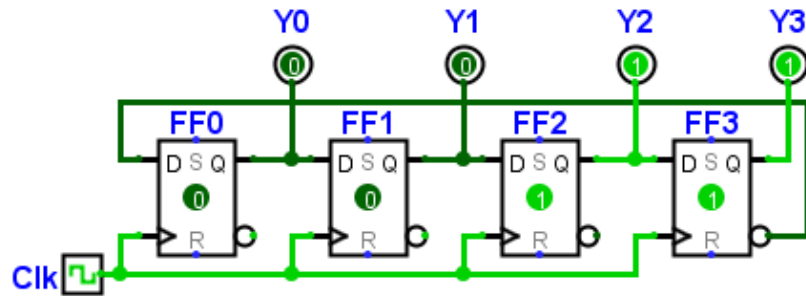 Y0 Y1 Y2 Y3
0 0 1 1
FF0 FF1 FF2 FF3
D S Q D S Q D S Q D S Q
0 0 1 1
R R R R
Clk